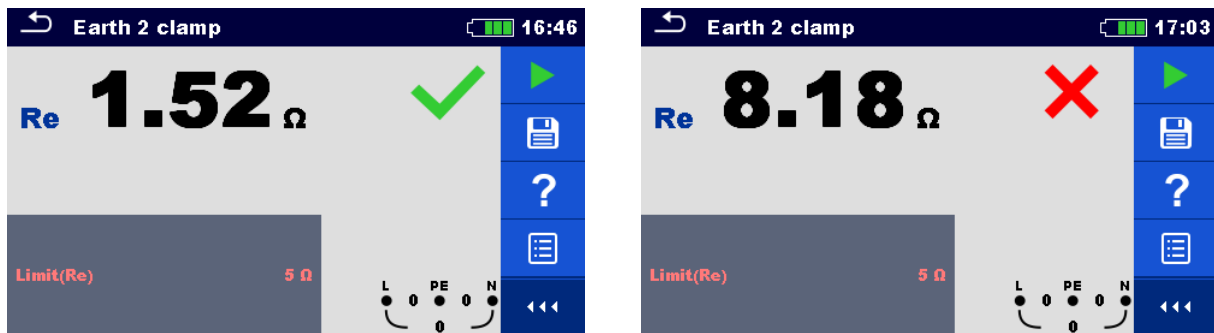 Earth 2 clamp 16:46
Re 1.52 Ω
?
Limit(Re) 5 Ω
L PE N
0 0
0
Earth 2 clamp 17:03
Re 8.18 Ω
?
Limit(Re) 5 Ω
L PE N
0 0
0